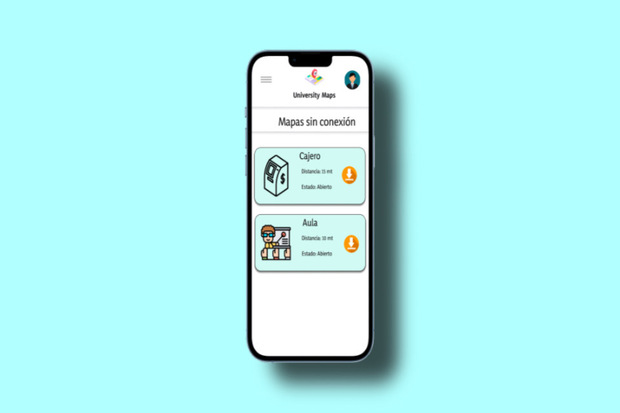 University Maps
Mapas sin conexión
Cajero
Distancia: 15 mt
Estado: Abierto
$
Aula
Distancia: 10 mt
Estado: Abierto